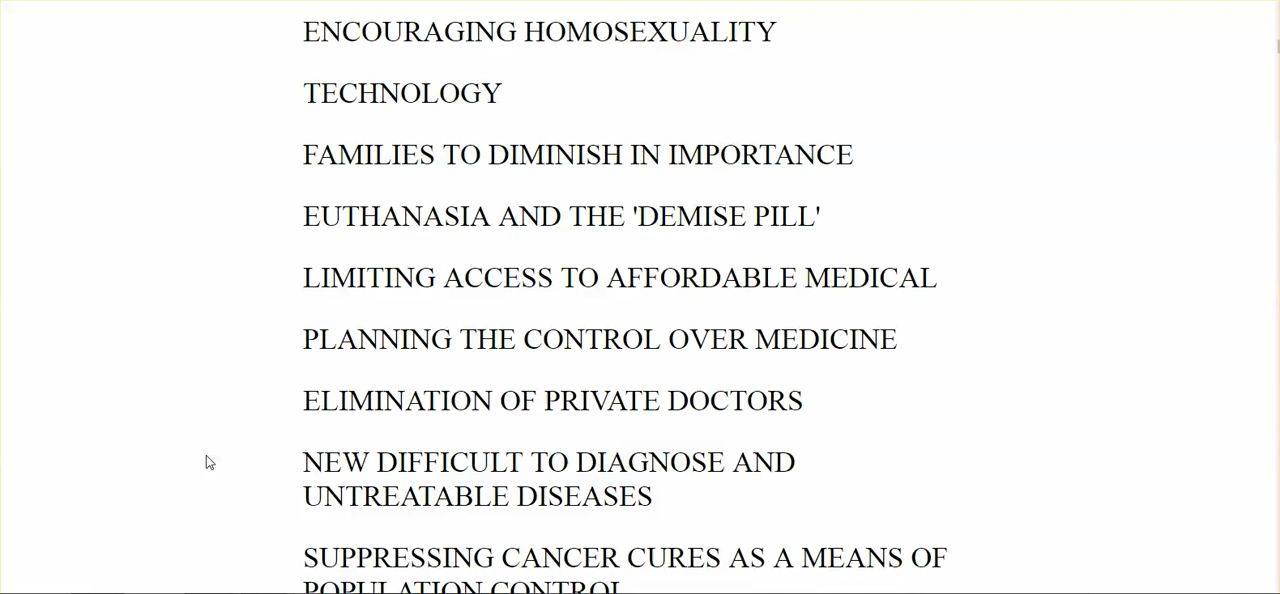 ENCOURAGING HOMOSEXUALITY
TECHNOLOGY
FAMILIES TO DIMINISH IN IMPORTANCE
EUTHANASIA AND THE 'DEMISE PILL'
LIMITING ACCESS TO AFFORDABLE MEDICAL
PLANNING THE CONTROL OVER MEDICINE
ELIMINATION OF PRIVATE DOCTORS
NEW DIFFICULT TO DIAGNOSE AND
UNTREATABLE DISEASES
SUPPRESSING CANCER CURES AS A MEANS OF
POPULATION CONTROL